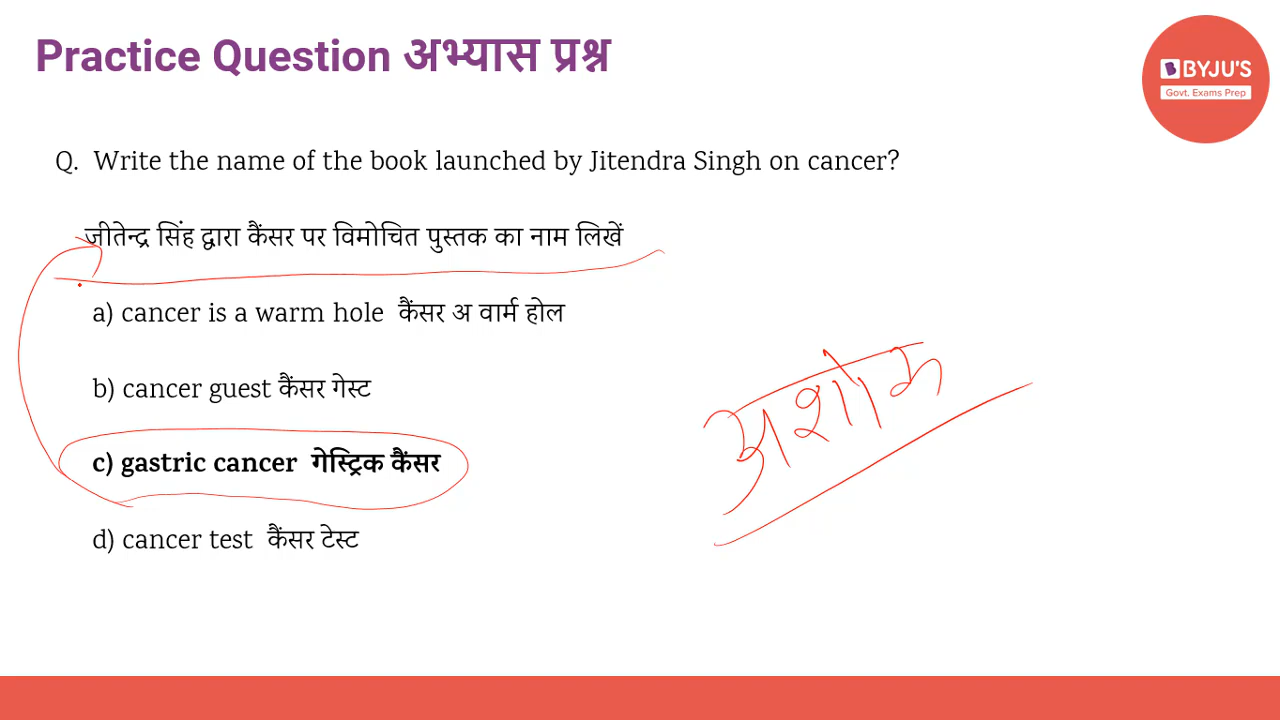 Practice Question अभ्यास प्रश्न
BYJU'S
Govt. Exams Prep
Q. Write the name of the book launched by Jitendra Singh on cancer?
जीतेन्द्र सिंह द्वारा कैंसर पर विमोचित पुस्तक का नाम लिखें
a) cancer is a warm hole कैंसर अ वार्म होल
b) cancer guest कैंसर गेस्ट
अशोक
c) gastric cancer गेस्ट्रिक कैंसर
d) cancer test कैंसर टेस्ट